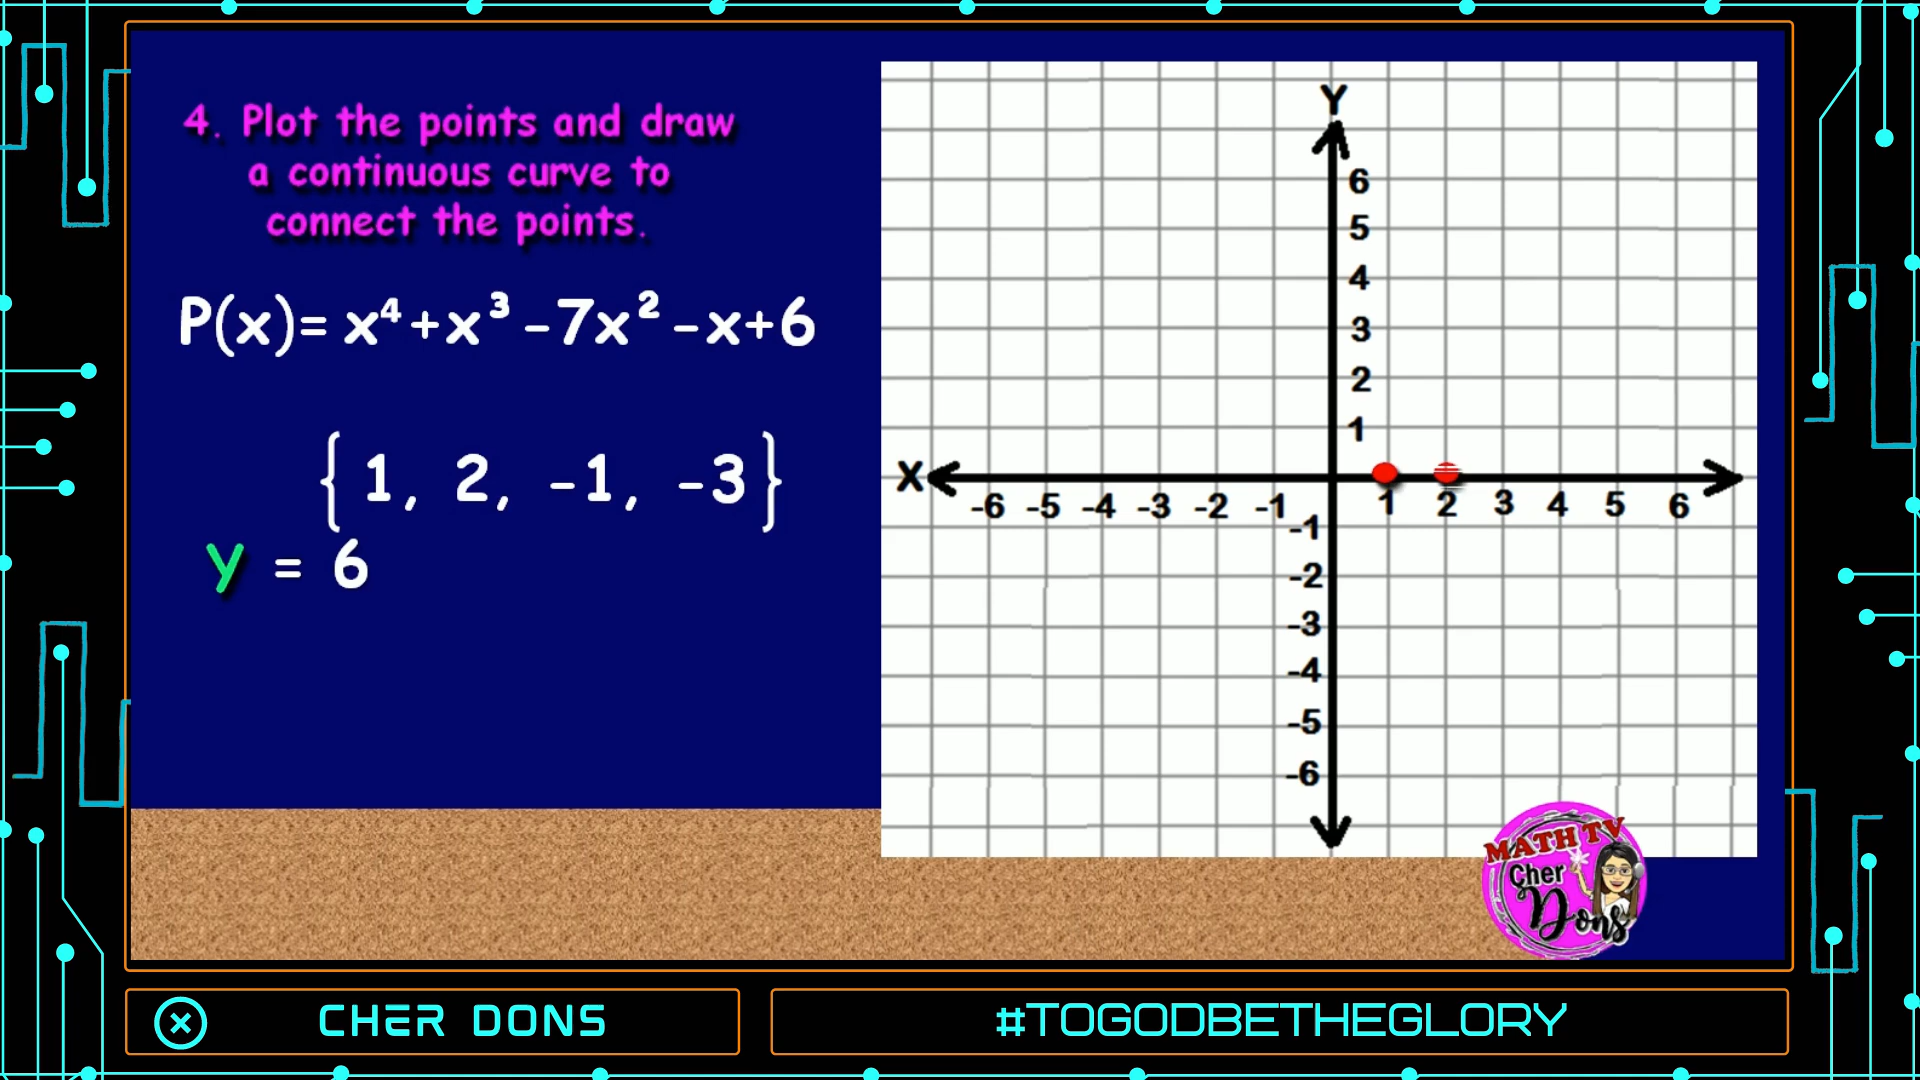 4. Plot the points and draw
a continuous curve to
connect the points.
P(x)= x⁴+x³-7x²-x+6
{ 1, 2, -1, -3 }
y = 6
Y
6
5
4
3
2
1
X
-6 -5 -4 -3 -2 -1 1 2 3 4 5 6
-1
-2
-3
-4
-5
-6
MATH TV
Cher
Dons
CHER DONS
#TOGODBETHEGLORY